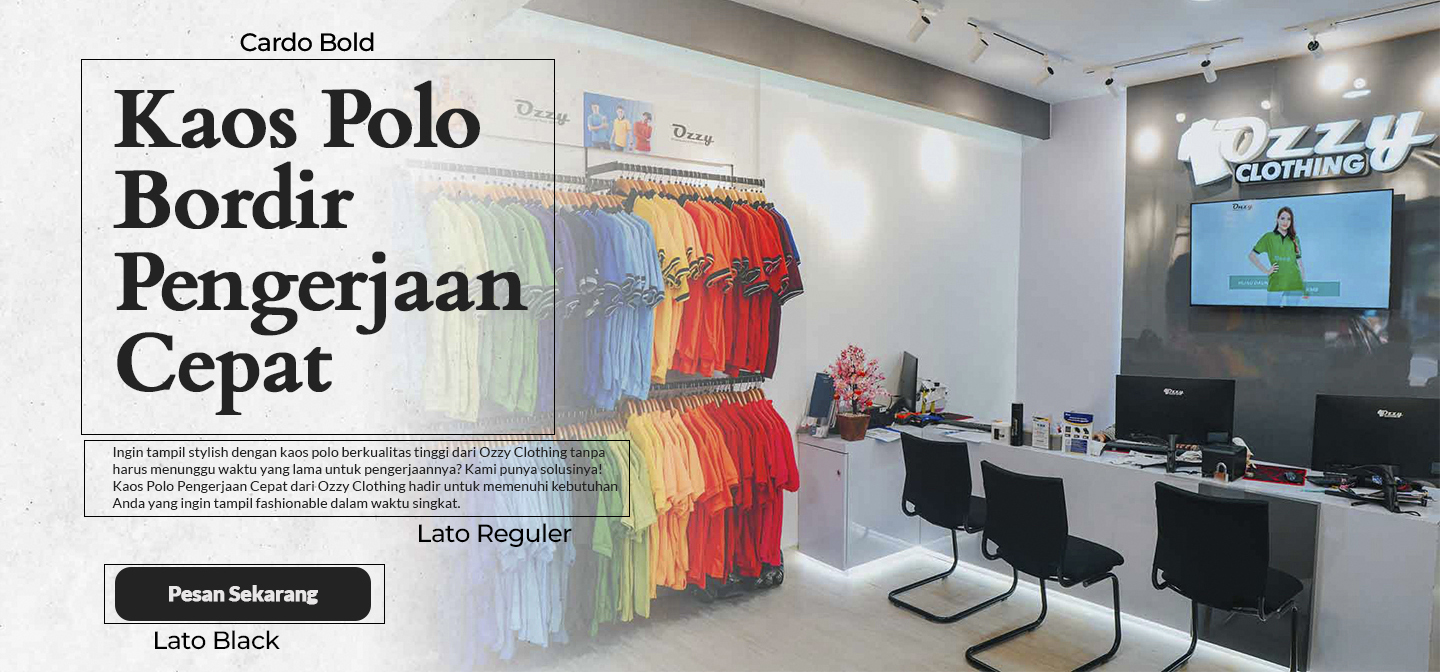 Cardo Bold
Kaos Polo
Bordir
Pengerjaan
Cepat
Ingin tampil stylish dengan kaos polo berkualitas tinggi dari Ozzy Clothing tanpa
harus menunggu waktu yang lama untuk pengerjaannya? Kami punya solusinya!
Kaos Polo Pengerjaan Cepat dari Ozzy Clothing hadir untuk memenuhi kebutuhan
Anda yang ingin tampil fashionable dalam waktu singkat.
Lato Reguler
Pesan Sekarang
Lato Black
Ozzy
Ozzy
Ozzy
CLOTHING
Ozzy
Ozzy
Ozzy